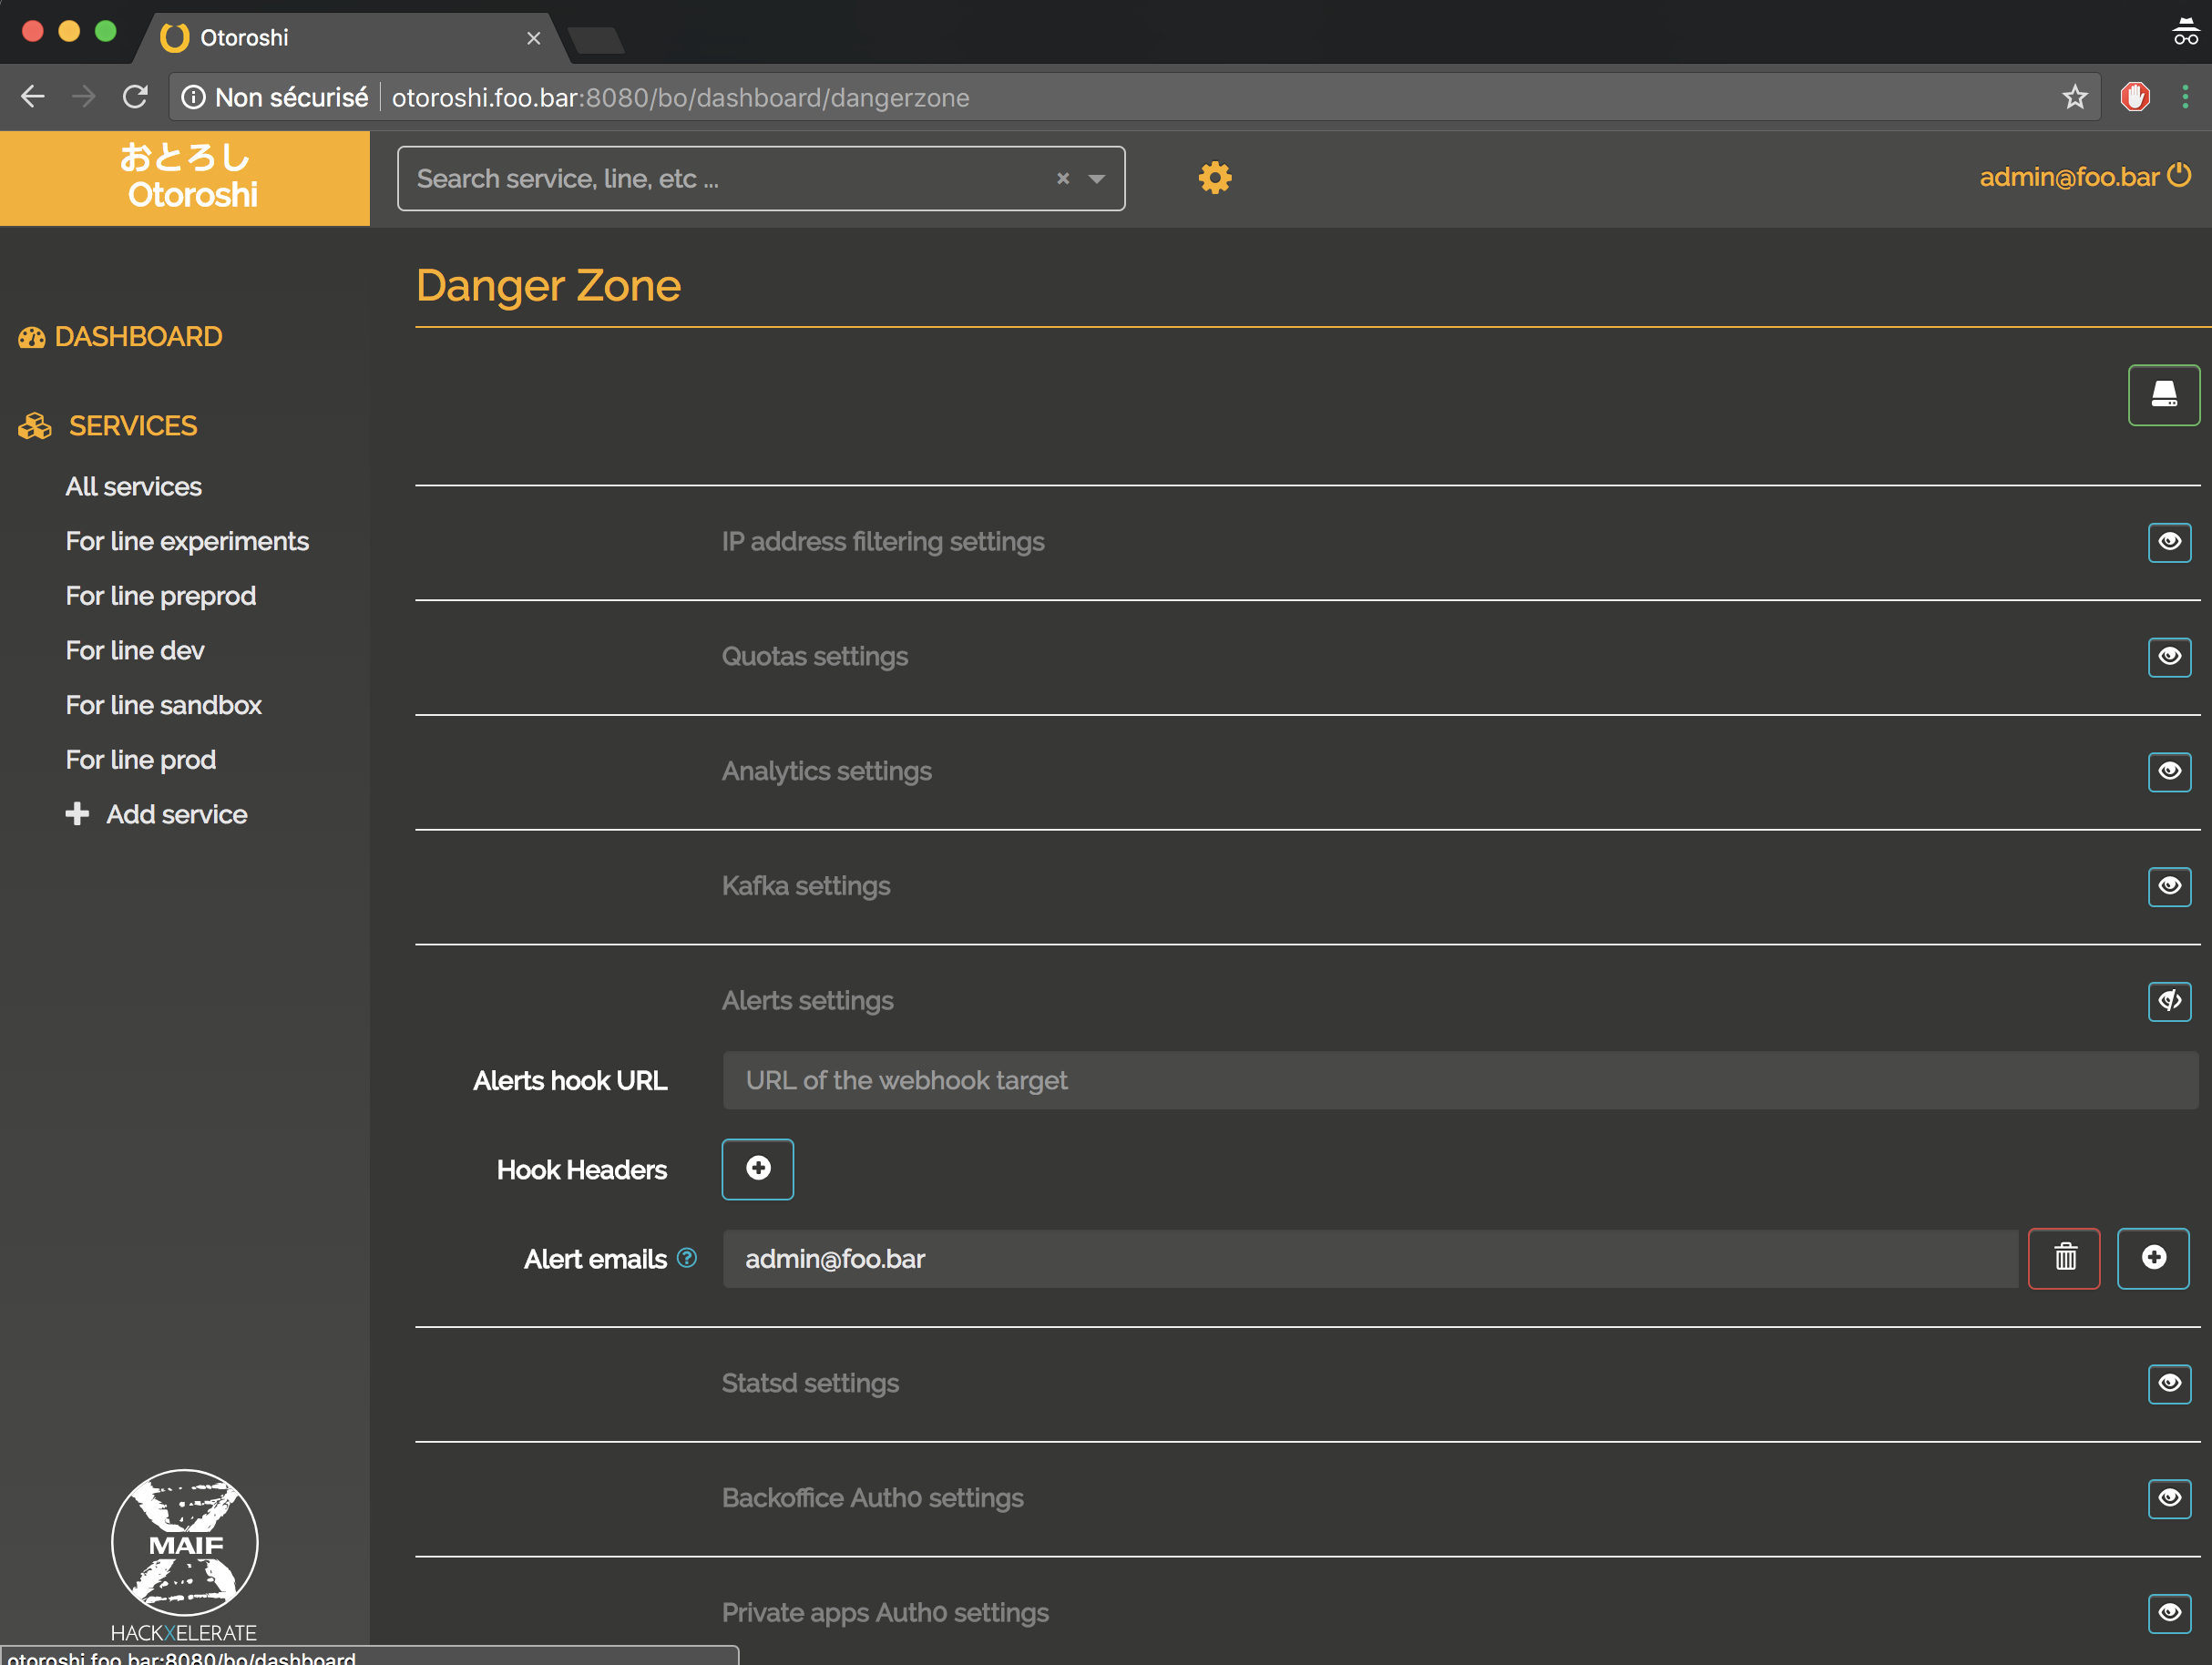 Otoroshi
Non sécurisé otoroshi.foo.bar:8080/bo/dashboard/dangerzone
おとろし
Otoroshi
Search service, line, etc ...
admin@foo.bar
Danger Zone
DASHBOARD
SERVICES
All services
For line experiments
For line preprod
For line dev
For line sandbox
For line prod
Add service
IP address filtering settings
Quotas settings
Analytics settings
Kafka settings
Alerts settings
Alerts hook URL URL of the webhook target
Hook Headers
Alert emails admin@foo.bar
Statsd settings
Backoffice Auth0 settings
Private apps Auth0 settings
MAIF
HACKXELERATE
otoroshi.foo.bar:8080/bo/dashboard